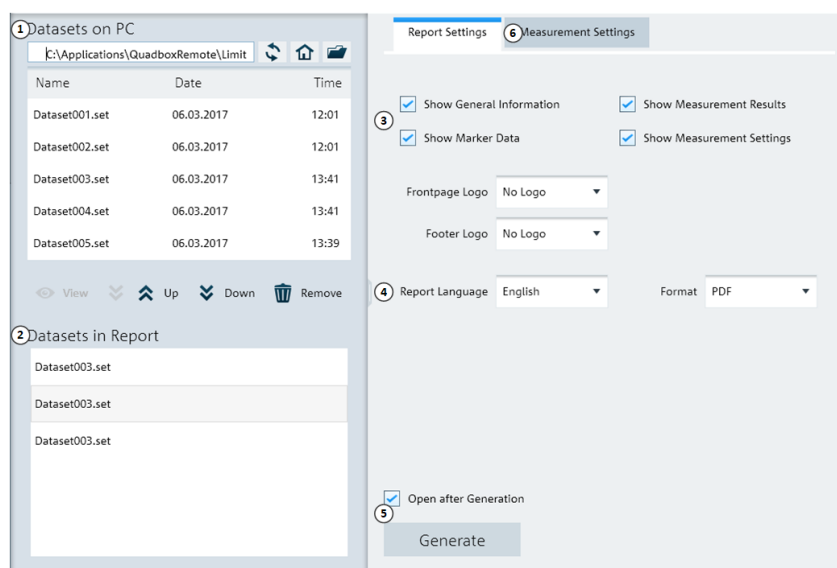 1 Datasets on PC
C:\Applications\QuadboxRemote\Limit
Name Date Time
Dataset001.set 06.03.2017 12:01
Dataset002.set 06.03.2017 12:01
Dataset003.set 06.03.2017 13:41
Dataset004.set 06.03.2017 13:41
Dataset005.set 06.03.2017 13:39
View Up Down Remove
2 Datasets in Report
Dataset003.set
Dataset003.set
Dataset003.set
Report Settings 6 Measurement Settings
Show General Information Show Measurement Results
3
Show Marker Data Show Measurement Settings
Frontpage Logo No Logo
Footer Logo No Logo
4 Report Language English Format PDF
Open after Generation
5
Generate